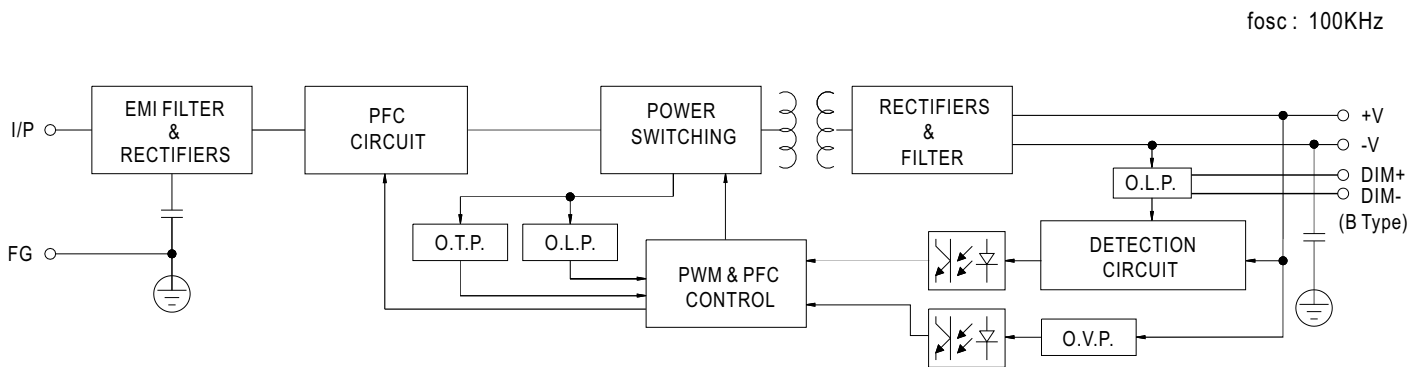 fosc : 100KHz
I/P
EMI FILTER
&
RECTIFIERS
PFC
CIRCUIT
POWER
SWITCHING
RECTIFIERS
&
FILTER
+V
-V
DIM+
DIM-
(B Type)
O.L.P.
FG
O.T.P.
O.L.P.
PWM & PFC
CONTROL
DETECTION
CIRCUIT
O.V.P.